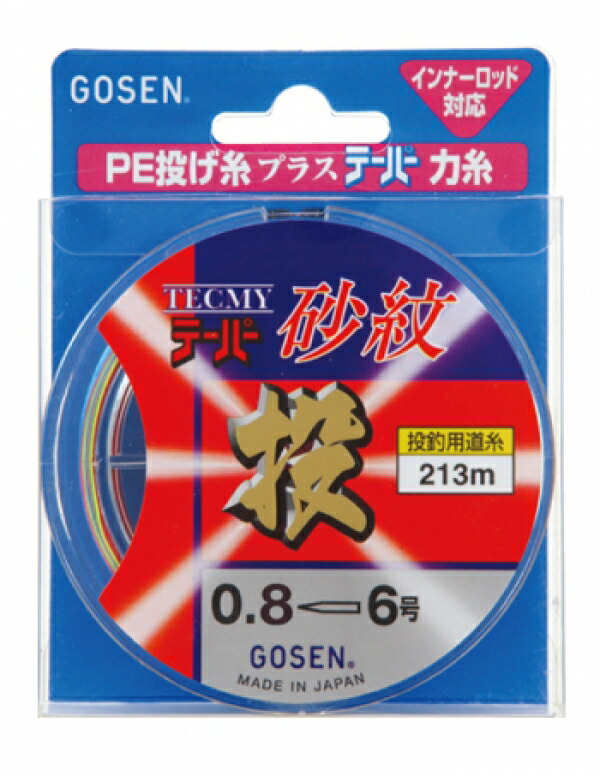 GOSEN®
インナーロッド
対応
PE投げ糸プラステーパー力糸
TECMY
テーパー砂紋
投
投釣用道糸
213m
0.8 6号
GOSEN®
MADE IN JAPAN